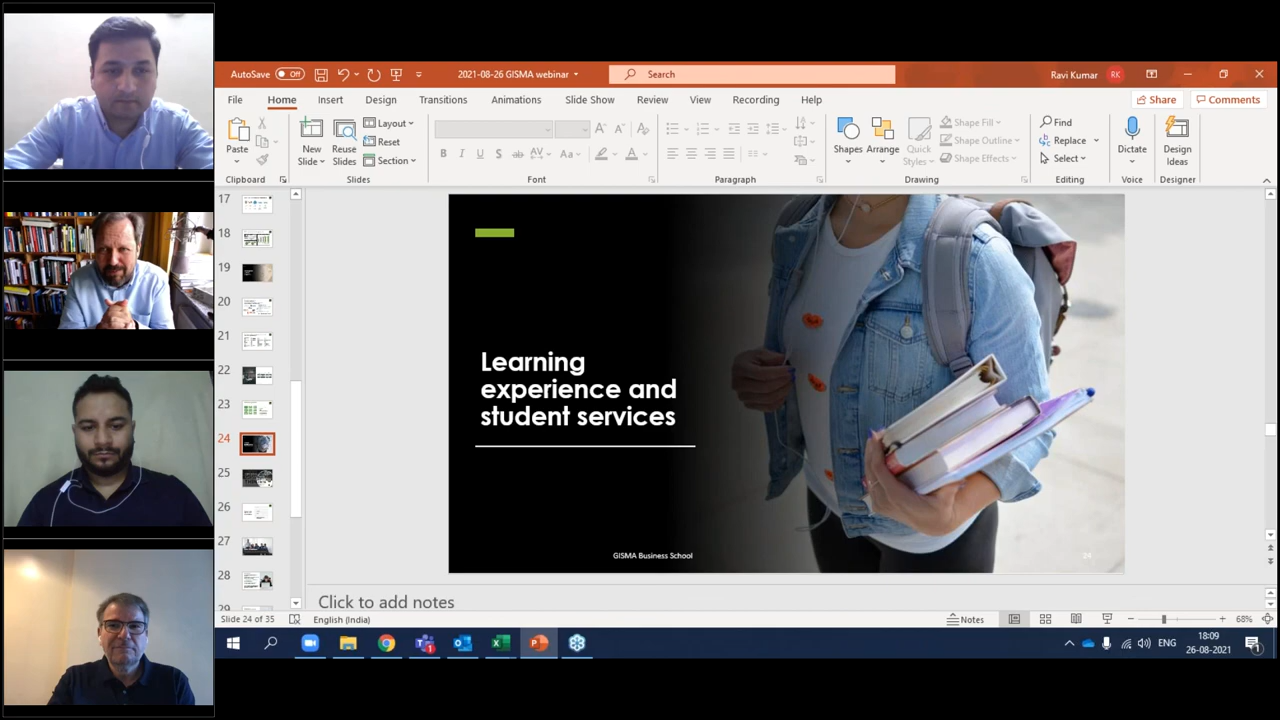 AutoSave
Off
2021-08-26 GISMA webinar
Search
Ravi Kumar
RK
File
Home
Insert
Design
Transitions
Animations
Slide Show
Review
View
Recording
Help
Share
Comments
Paste
New
Slide
Reuse
Slides
Layout
Reset
Section
B
I
U
S
ab
AV
Aa
A
Shapes
Arrange
Quick
Styles
Shape Fill
Shape Outline
Shape Effects
Find
Replace
Select
Dictate
Design
Ideas
Clipboard
Slides
Font
Paragraph
Drawing
Editing
Voice
Designer
17
18
19
20
21
22
23
24
25
26
27
28
29
Learning
experience and
student services
GISMA Business School
24
Click to add notes
Slide 24 of 35
English (India)
Notes
68%
ENG
18:09
26-08-2021